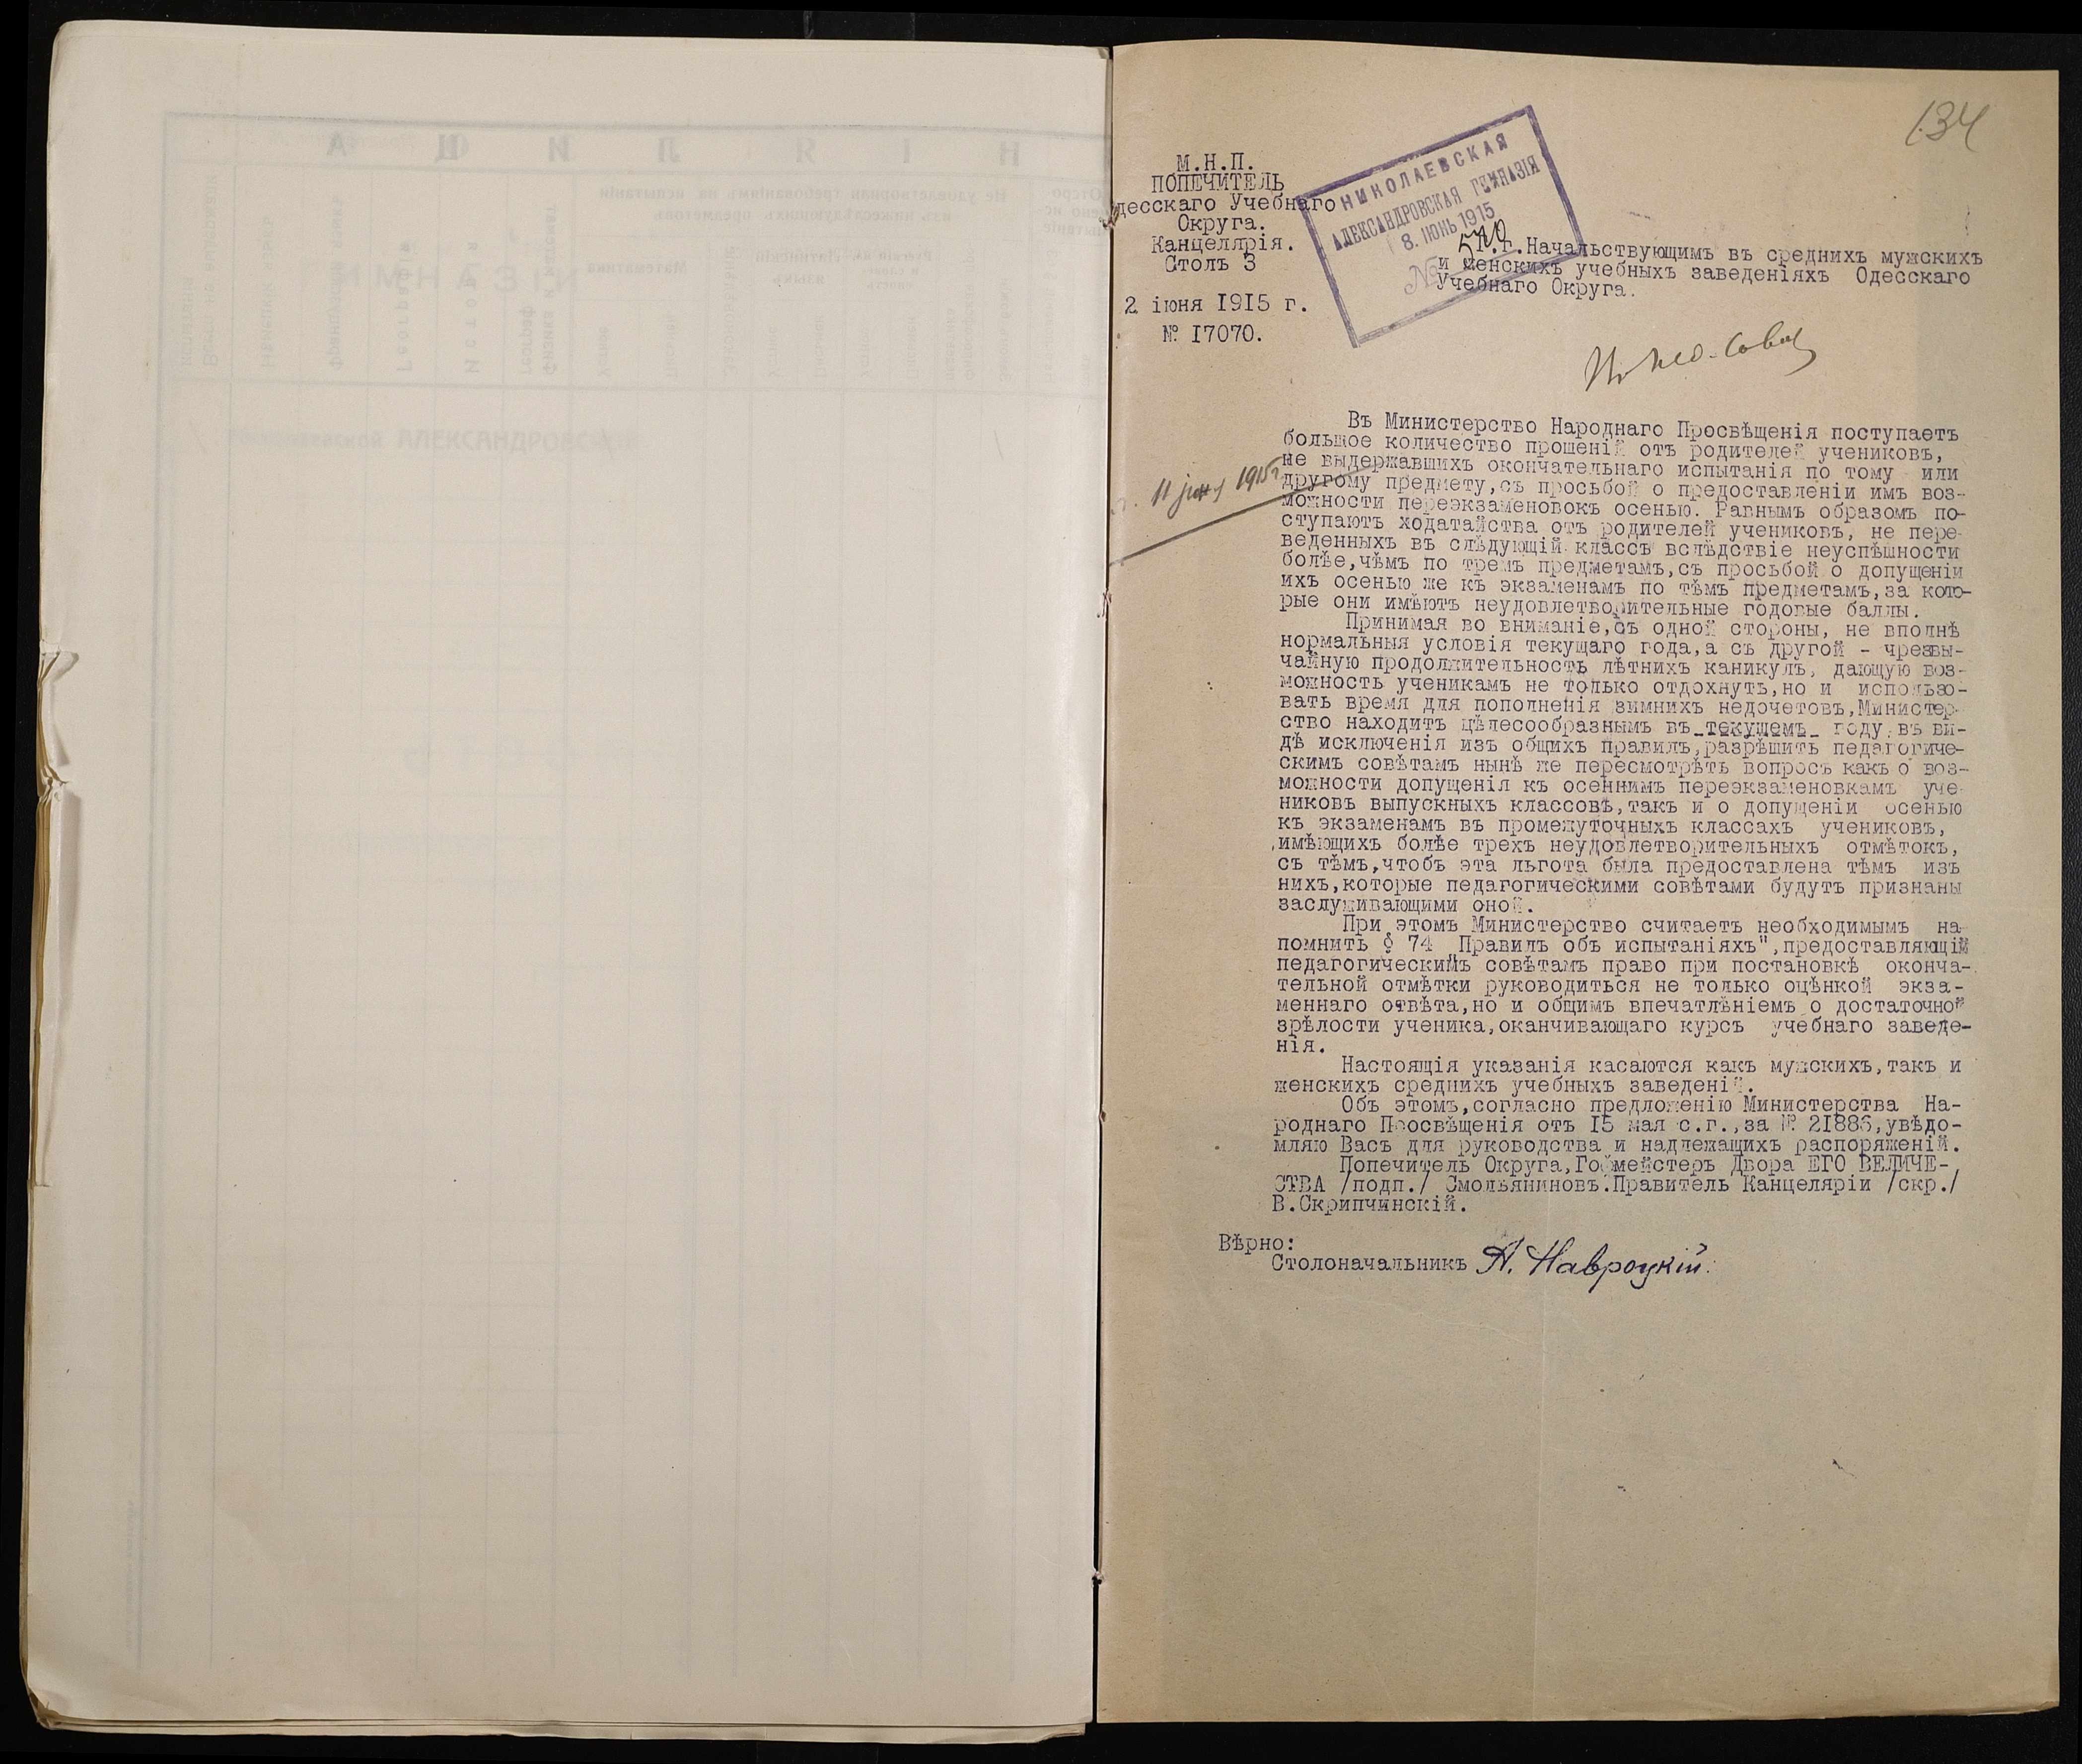 134
М.Н.П.
ПОПЕЧИТЕЛЬ
десскаго Учебнаго
Округа.
Канцелярія.
Столъ 3
2 іюня 1915 г.
№ 17070.
НИКОЛАЕВСКАЯ
АЛЕКСАНДРОВСКАЯ ГИМНАЗІЯ
8. ІЮНЬ 1915
№
г.Начальствующимъ въ среднихъ мужскихъ
и женскихъ учебныхъ заведеніяхъ Одесскаго
Учебнаго Округа.
11 1915 г.
Въ Министерство Народнаго Просвѣщенія поступаетъ
большое количество прошеній отъ родителей учениковъ,
не выдержавшихъ окончательнаго испытанія по тому или
другому предмету,съ просьбой о предоставленіи имъ воз-
можности переэкзаменовокъ осенью. Равнымъ образомъ по-
ступаютъ ходатайства отъ родителей учениковъ, не пере-
веденныхъ въ слѣдующій классъ вслѣдствіе неуспѣшности
болѣе,чѣмъ по тремъ предметамъ,съ просьбой о допущеніи
ихъ осенью же къ экзаменамъ по тѣмъ предметамъ,за кото-
рые они имѣютъ неудовлетворительные годовые баллы.
Принимая во вниманіе,съ одной стороны, не вполнѣ
нормальныя условія текущаго года,а съ другой - чрезвы-
чайную продолжительность лѣтнихъ каникулъ, дающую воз-
можность ученикамъ не только отдохнуть,но и использо-
вать время для пополненія зимнихъ недочетовъ,Министер-
ство находитъ цѣлесообразнымъ въ текущемъ году,въ ви-
дѣ исключенія изъ общихъ правилъ,разрѣшить педагогиче-
скимъ совѣтамъ нынѣ же пересмотрѣть вопросъ какъ о воз-
можности допущенія къ осеннимъ переэкзаменовкамъ уче-
никовъ выпускныхъ классовъ,такъ и о допущеніи осенью
къ экзаменамъ въ промежуточныхъ классахъ учениковъ,
имѣющихъ болѣе трехъ неудовлетворительныхъ отмѣтокъ,
съ тѣмъ,чтобъ эта льгота была предоставлена тѣмъ изъ
нихъ,которые педагогическими совѣтами будутъ признаны
заслуживающими оной.
При этомъ Министерство считаетъ необходимымъ на-
помнить § 74 „Правилъ объ испытаніяхъ",предоставляющій
педагогическимъ совѣтамъ право при постановкѣ оконча-
тельной отмѣтки руководиться не только оцѣнкой экза-
меннаго отвѣта,но и общимъ впечатлѣніемъ о достаточной
зрѣлости ученика,оканчивающаго курсъ учебнаго заведе-
нія.
Настоящія указанія касаются какъ мужскихъ,такъ и
женскихъ среднихъ учебныхъ заведеній.
Объ этомъ,согласно предложенію Министерства На-
роднаго Просвѣщенія отъ 15 мая с.г.,за № 21886,увѣдо-
мляю Васъ для руководства и надлежащихъ распоряженій.
Попечитель Округа,Гофмейстеръ Двора ЕГО ВЕЛИЧЕ-
СТВА /подп./ Смольяниновъ.Правитель Канцеляріи /скр./
В.Скрипчинскій.
Вѣрно:
Столоначальникъ А. Навроцкій.